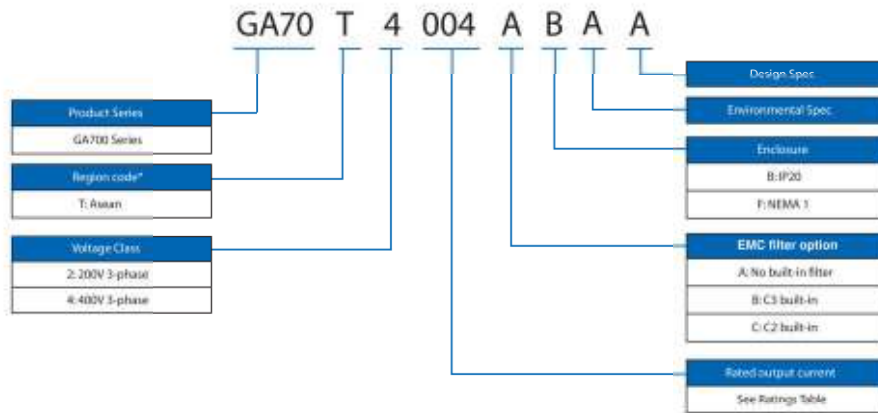 GA70 T 4 004 A B A A
Product Series
GA700 Series
Region code*
T: Asean
Voltage Class
2: 200V 3-phase
4: 400V 3-phase
Design Spec
Environmental Spec
Enclosure
B: IP20
F: NEMA 1
EMC filter option
A: No built-in filter
B: C3 built-in
C: C2 built-in
Rated output current
See Ratings Table